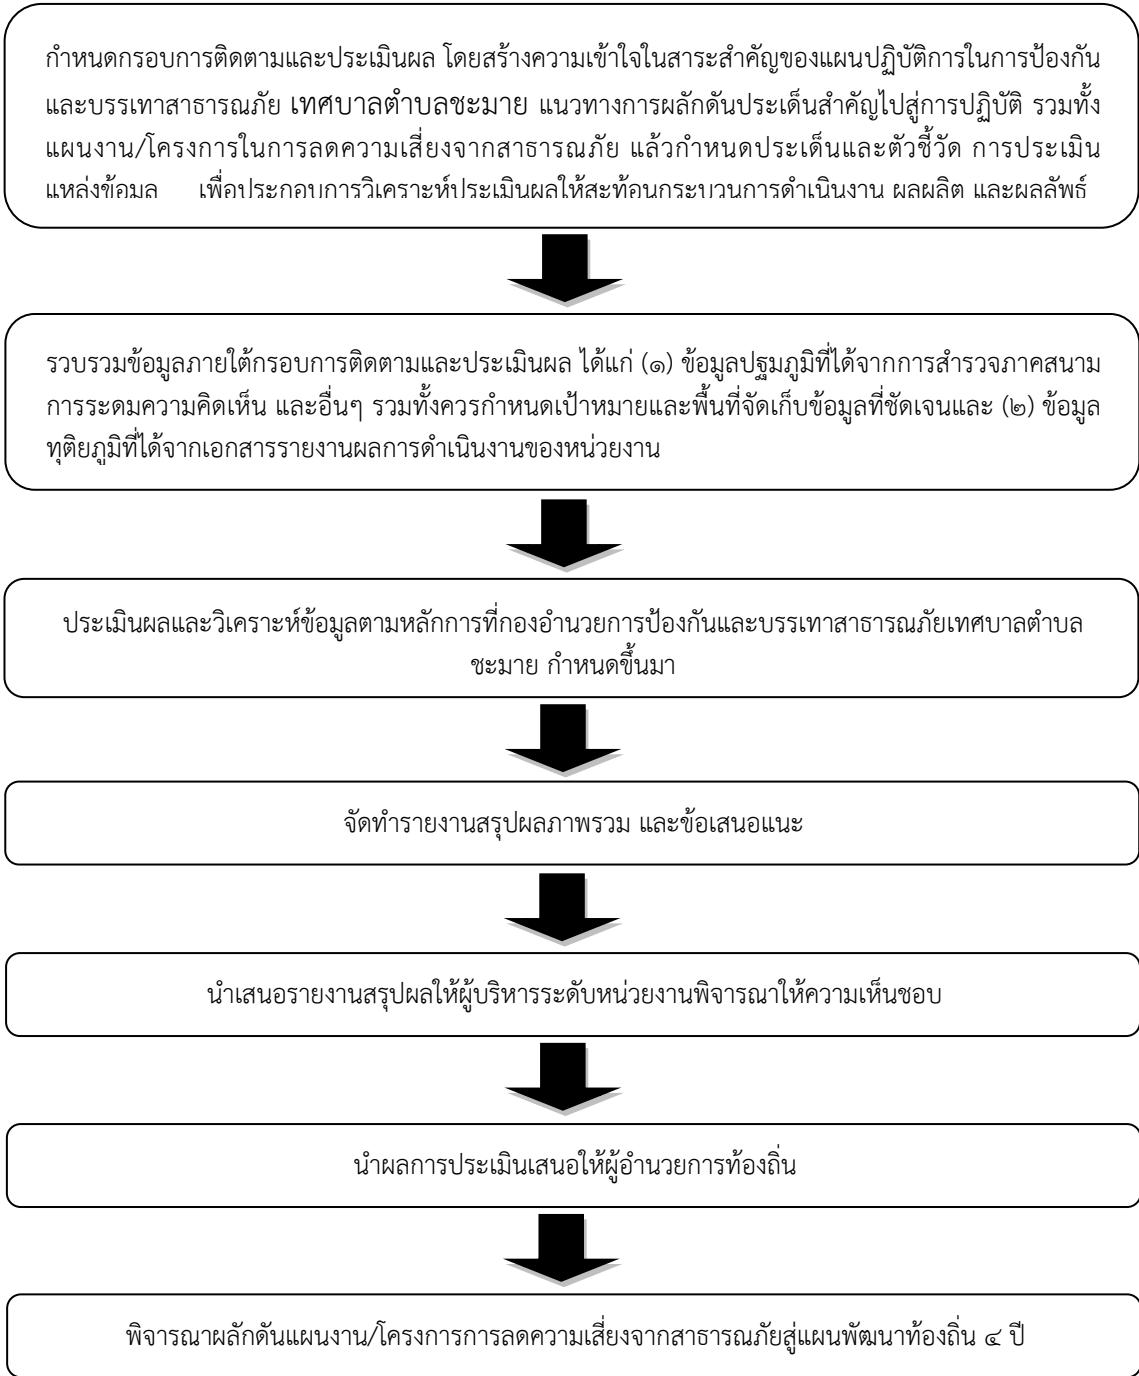 กำหนดกรอบการติดตามและประเมินผล โดยสร้างความเข้าใจในสาระสำคัญของแผนปฏิบัติการในการป้องกัน
และบรรเทาสาธารณภัย เทศบาลตำบลชะมาย แนวทางการผลักดันประเด็นสำคัญไปสู่การปฏิบัติ รวมทั้ง
แผนงาน/โครงการในการลดความเสี่ยงจากสาธารณภัย แล้วกำหนดประเด็นและตัวชี้วัด การประเมิน
แหล่งข้อมูล เพื่อประกอบการวิเคราะห์ประเมินผลให้สะท้อนกระบวนการดำเนินงาน ผลผลิต และผลลัพธ์
รวบรวมข้อมูลภายใต้กรอบการติดตามและประเมินผล ได้แก่ (๑) ข้อมูลปฐมภูมิที่ได้จากการสำรวจภาคสนาม
การระดมความคิดเห็น และอื่นๆ รวมทั้งควรกำหนดเป้าหมายและพื้นที่จัดเก็บข้อมูลที่ชัดเจนและ (๒) ข้อมูล
ทุติยภูมิที่ได้จากเอกสารรายงานผลการดำเนินงานของหน่วยงาน
ประเมินผลและวิเคราะห์ข้อมูลตามหลักการที่กองอำนวยการป้องกันและบรรเทาสาธารณภัยเทศบาลตำบล
ชะมาย กำหนดขึ้นมา
จัดทำรายงานสรุปผลภาพรวม และข้อเสนอแนะ
นำเสนอรายงานสรุปผลให้ผู้บริหารระดับหน่วยงานพิจารณาให้ความเห็นชอบ
นำผลการประเมินเสนอให้ผู้อำนวยการท้องถิ่น
พิจารณาผลักดันแผนงาน/โครงการการลดความเสี่ยงจากสาธารณภัยสู่แผนพัฒนาท้องถิ่น ๔ ปี